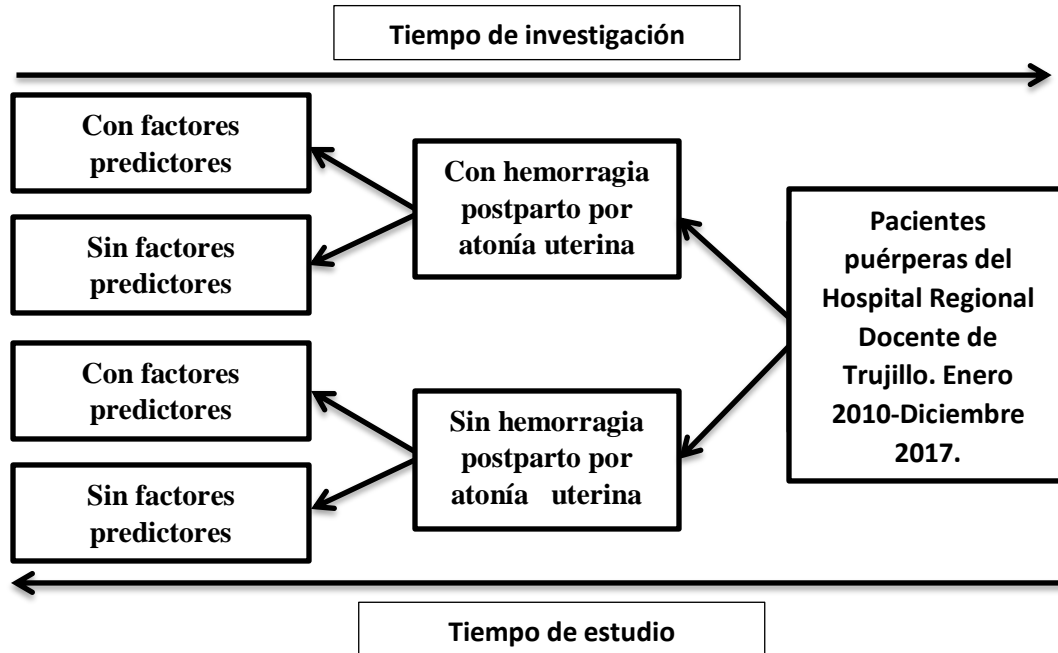 Tiempo de investigación
Con factores
predictores
Sin factores
predictores
Con factores
predictores
Sin factores
predictores
Con hemorragia
postparto por
atonía uterina
Sin hemorragia
postparto por
atonía uterina
Pacientes
puérperas del
Hospital Regional
Docente de
Trujillo. Enero
2010-Diciembre
2017.
Tiempo de estudio